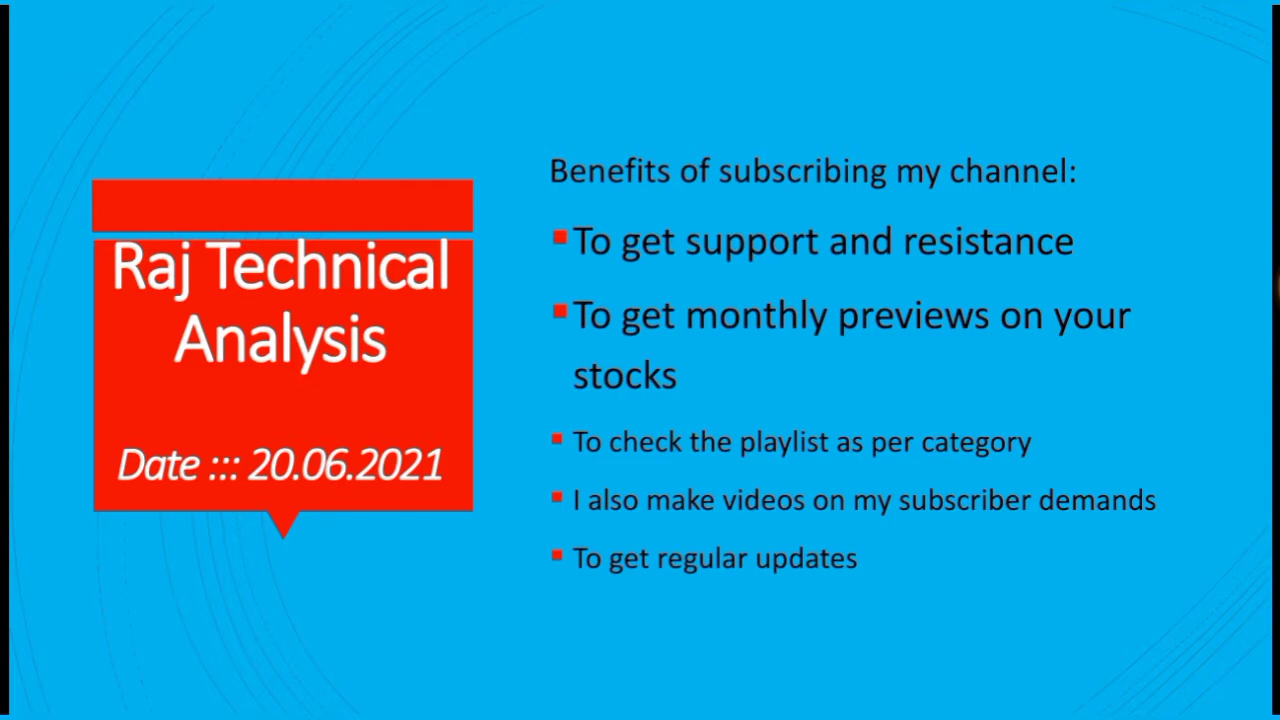 Raj Technical
Analysis
Date ::: 20.06.2021
Benefits of subscribing my channel:
To get support and resistance
To get monthly previews on your
stocks
To check the playlist as per category
I also make videos on my subscriber demands
To get regular updates